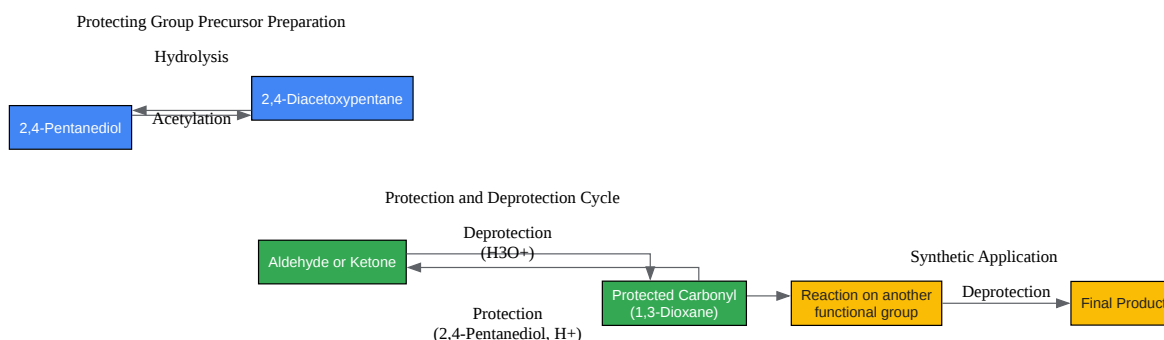 Protecting Group Precursor Preparation
Hydrolysis
2,4-Diacetoxypentane
2,4-Pentanediol
Acetylation
Protection and Deprotection Cycle
Deprotection
(H3O+)
Aldehyde or Ketone
Synthetic Application
Protected Carbonyl
(1,3-Dioxane)
Reaction on another
functional group
Deprotection
Final Product
Protection
(2,4-Pentanediol, H+)